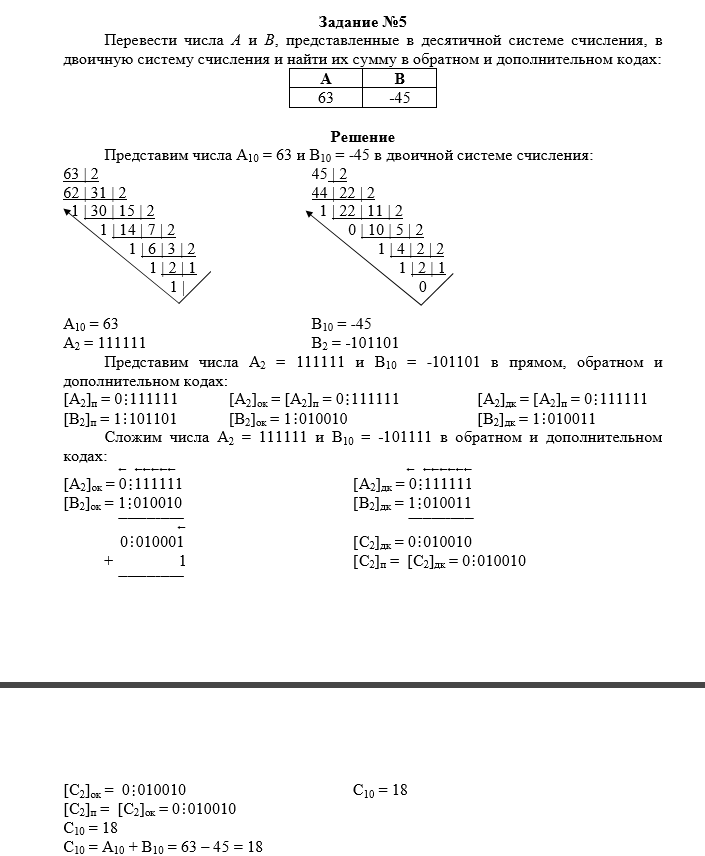 Задание №5
Перевести числа A и B, представленные в десятичной системе счисления, в
двоичную систему счисления и найти их сумму в обратном и дополнительном кодах:
A B
63 -45
Решение
Представим числа A₁₀ = 63 и B₁₀ = -45 в двоичной системе счисления:
63 | 2 45 | 2
62 | 31 | 2 44 | 22 | 2
1 | 30 | 15 | 2 1 | 22 | 11 | 2
1 | 14 | 7 | 2 0 | 10 | 5 | 2
1 | 6 | 3 | 2 1 | 4 | 2 | 2
1 | 2 | 1 1 | 2 | 1
1 | 0
A₁₀ = 63 B₁₀ = -45
A₂ = 111111 B₂ = -101101
Представим числа A₂ = 111111 и B₁₀ = -101101 в прямом, обратном и
дополнительном кодах:
[A₂]п = 0⋮111111 [A₂]ок = [A₂]п = 0⋮111111 [A₂]дк = [A₂]п = 0⋮111111
[B₂]п = 1⋮101101 [B₂]ок = 1⋮010010 [B₂]дк = 1⋮010011
Сложим числа A₂ = 111111 и B₁₀ = -101111 в обратном и дополнительном
кодах:
← ←←←←← ← ←←←←←←
[A₂]ок = 0⋮111111 [A₂]дк = 0⋮111111
[B₂]ок = 1⋮010010 [B₂]дк = 1⋮010011
←
0⋮010001 [C₂]дк = 0⋮010010
+ 1 [C₂]п = [C₂]дк = 0⋮010010
[C₂]ок = 0⋮010010 C₁₀ = 18
[C₂]п = [C₂]ок = 0⋮010010
C₁₀ = 18
C₁₀ = A₁₀ + B₁₀ = 63 – 45 = 18